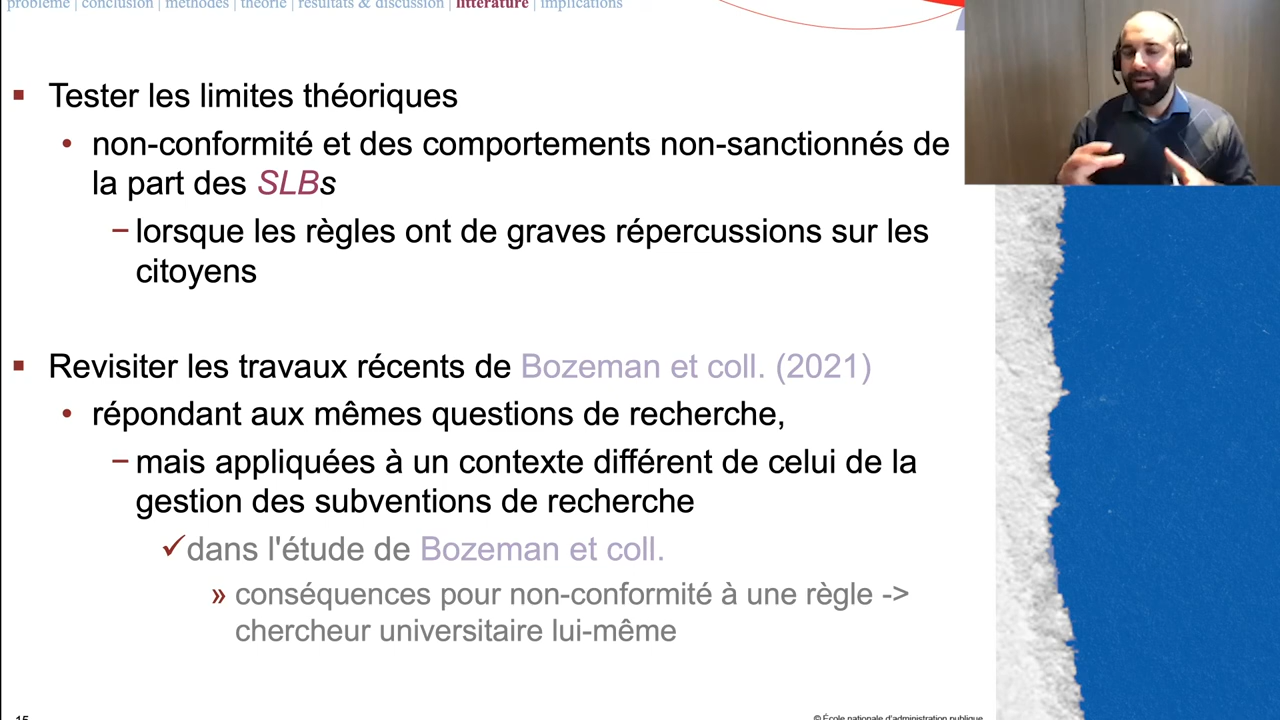 problème | conclusion | méthodes | théorie | résultats & discussion | littérature | implications
▪ Tester les limites théoriques
• non-conformité et des comportements non-sanctionnés de
la part des SLBs
− lorsque les règles ont de graves répercussions sur les
citoyens
▪ Revisiter les travaux récents de Bozeman et coll. (2021)
• répondant aux mêmes questions de recherche,
− mais appliquées à un contexte différent de celui de la
gestion des subventions de recherche
✓dans l'étude de Bozeman et coll.
» conséquences pour non-conformité à une règle ->
chercheur universitaire lui-même
15
© École nationale d'administration publique